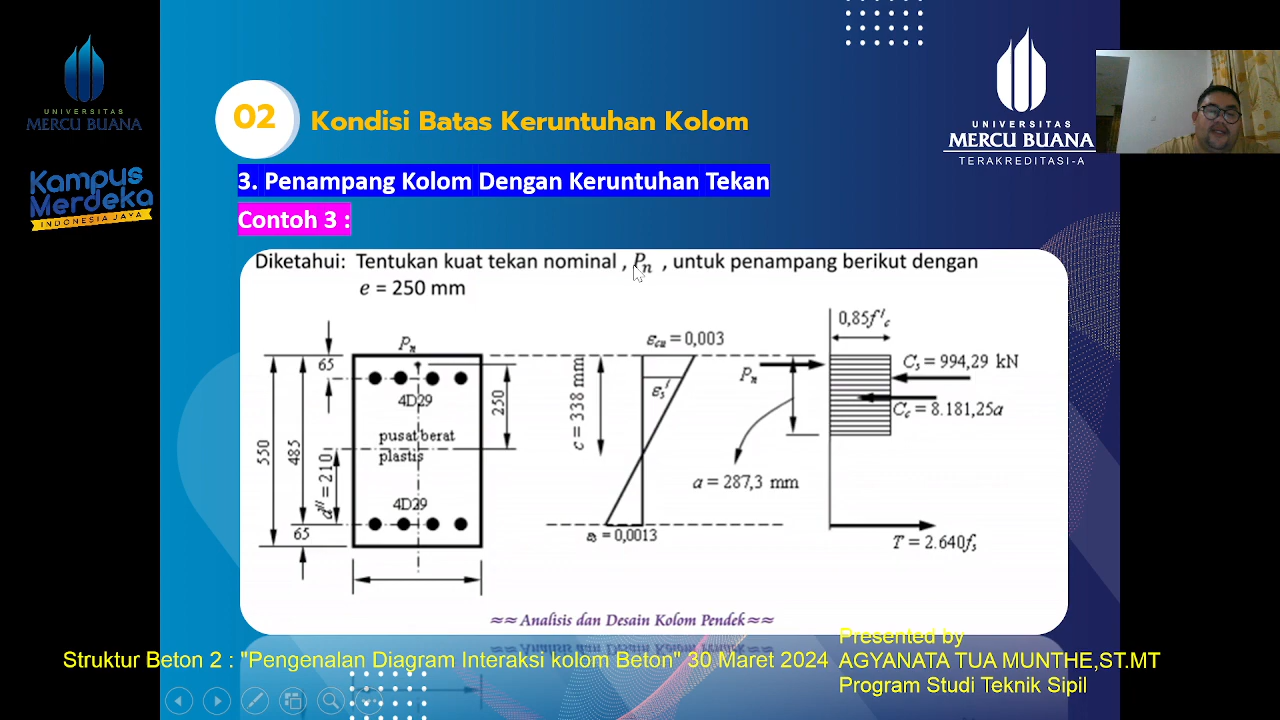 UNIVERSITAS
MERCU BUANA
Kampus
Merdeka
INDONESIA JAYA
02
Kondisi Batas Keruntuhan Kolom
UNIVERSITAS
MERCU BUANA
TERAKREDITASI-A
3. Penampang Kolom Dengan Keruntuhan Tekan
Contoh 3 :
Diketahui: Tentukan kuat tekan nominal , Pn , untuk penampang berikut dengan
e = 250 mm
Pn
65
4D29
250
pusat berat
plastis
550
485
d'' = 210
4D29
65
εcu = 0,003
c = 338 mm
εs'
εs = 0,0013
Pn
a = 287,3 mm
0,85f'c
Cs = 994,29 kN
Cc = 8.181,25a
T = 2.640fs
≈≈ Analisis dan Desain Kolom Pendek≈≈
Struktur Beton 2 : "Pengenalan Diagram Interaksi kolom Beton" 30 Maret 2024
Presented by
AGYANATA TUA MUNTHE,ST.MT
Program Studi Teknik Sipil